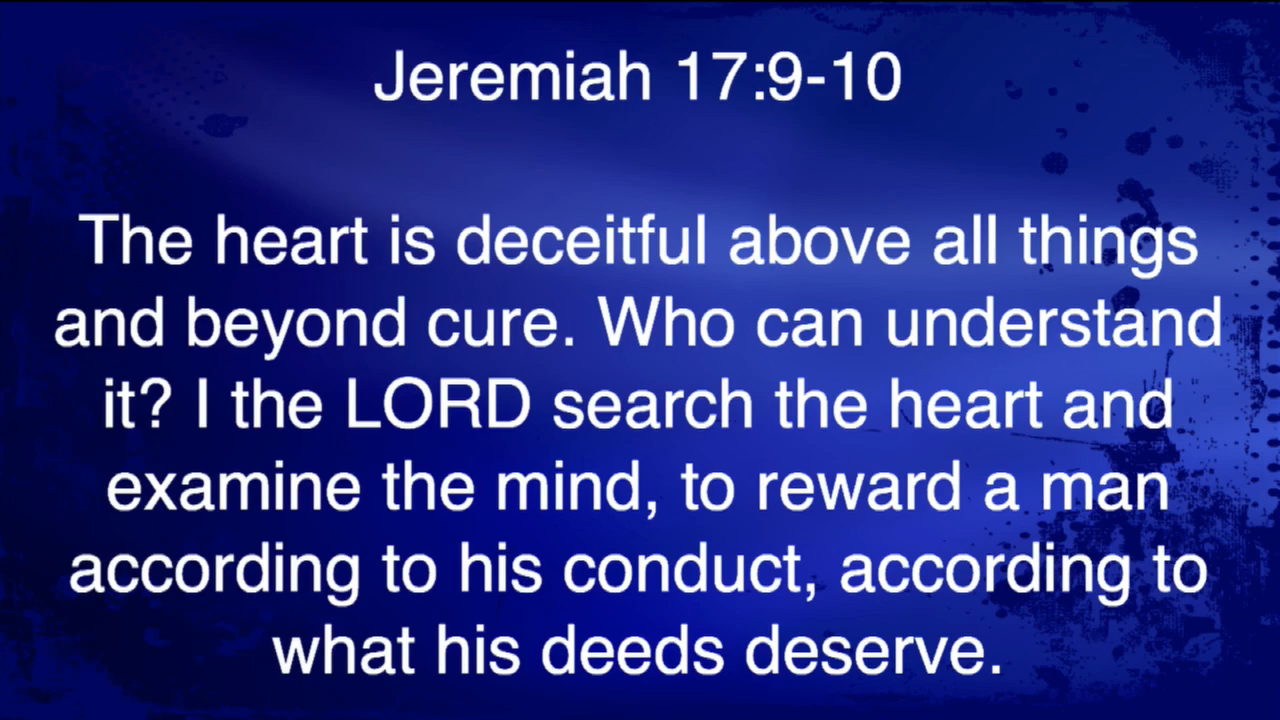 Jeremiah 17:9-10
The heart is deceitful above all things
and beyond cure. Who can understand
it? I the LORD search the heart and
examine the mind, to reward a man
according to his conduct, according to
what his deeds deserve.